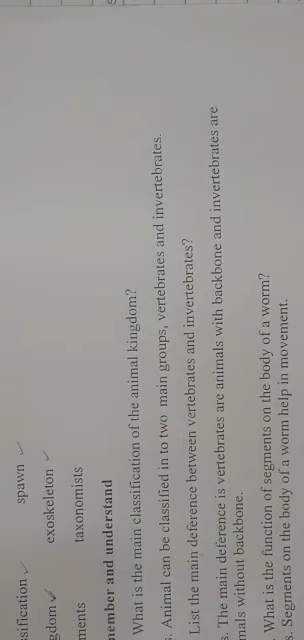 sification spawn
gdom exoskeleton
ments taxonomists
nember and understand
What is the main classification of the animal kingdom?
. Animal can be classified in to two main groups, vertebrates and invertebrates.
List the main deference between vertebrates and invertebrates?
s. The main deference is vertebrates are animals with backbone and invertebrates are
mals without backbone.
What is the function of segments on the body of a worm?
Segments on the body of a worm help in movement.